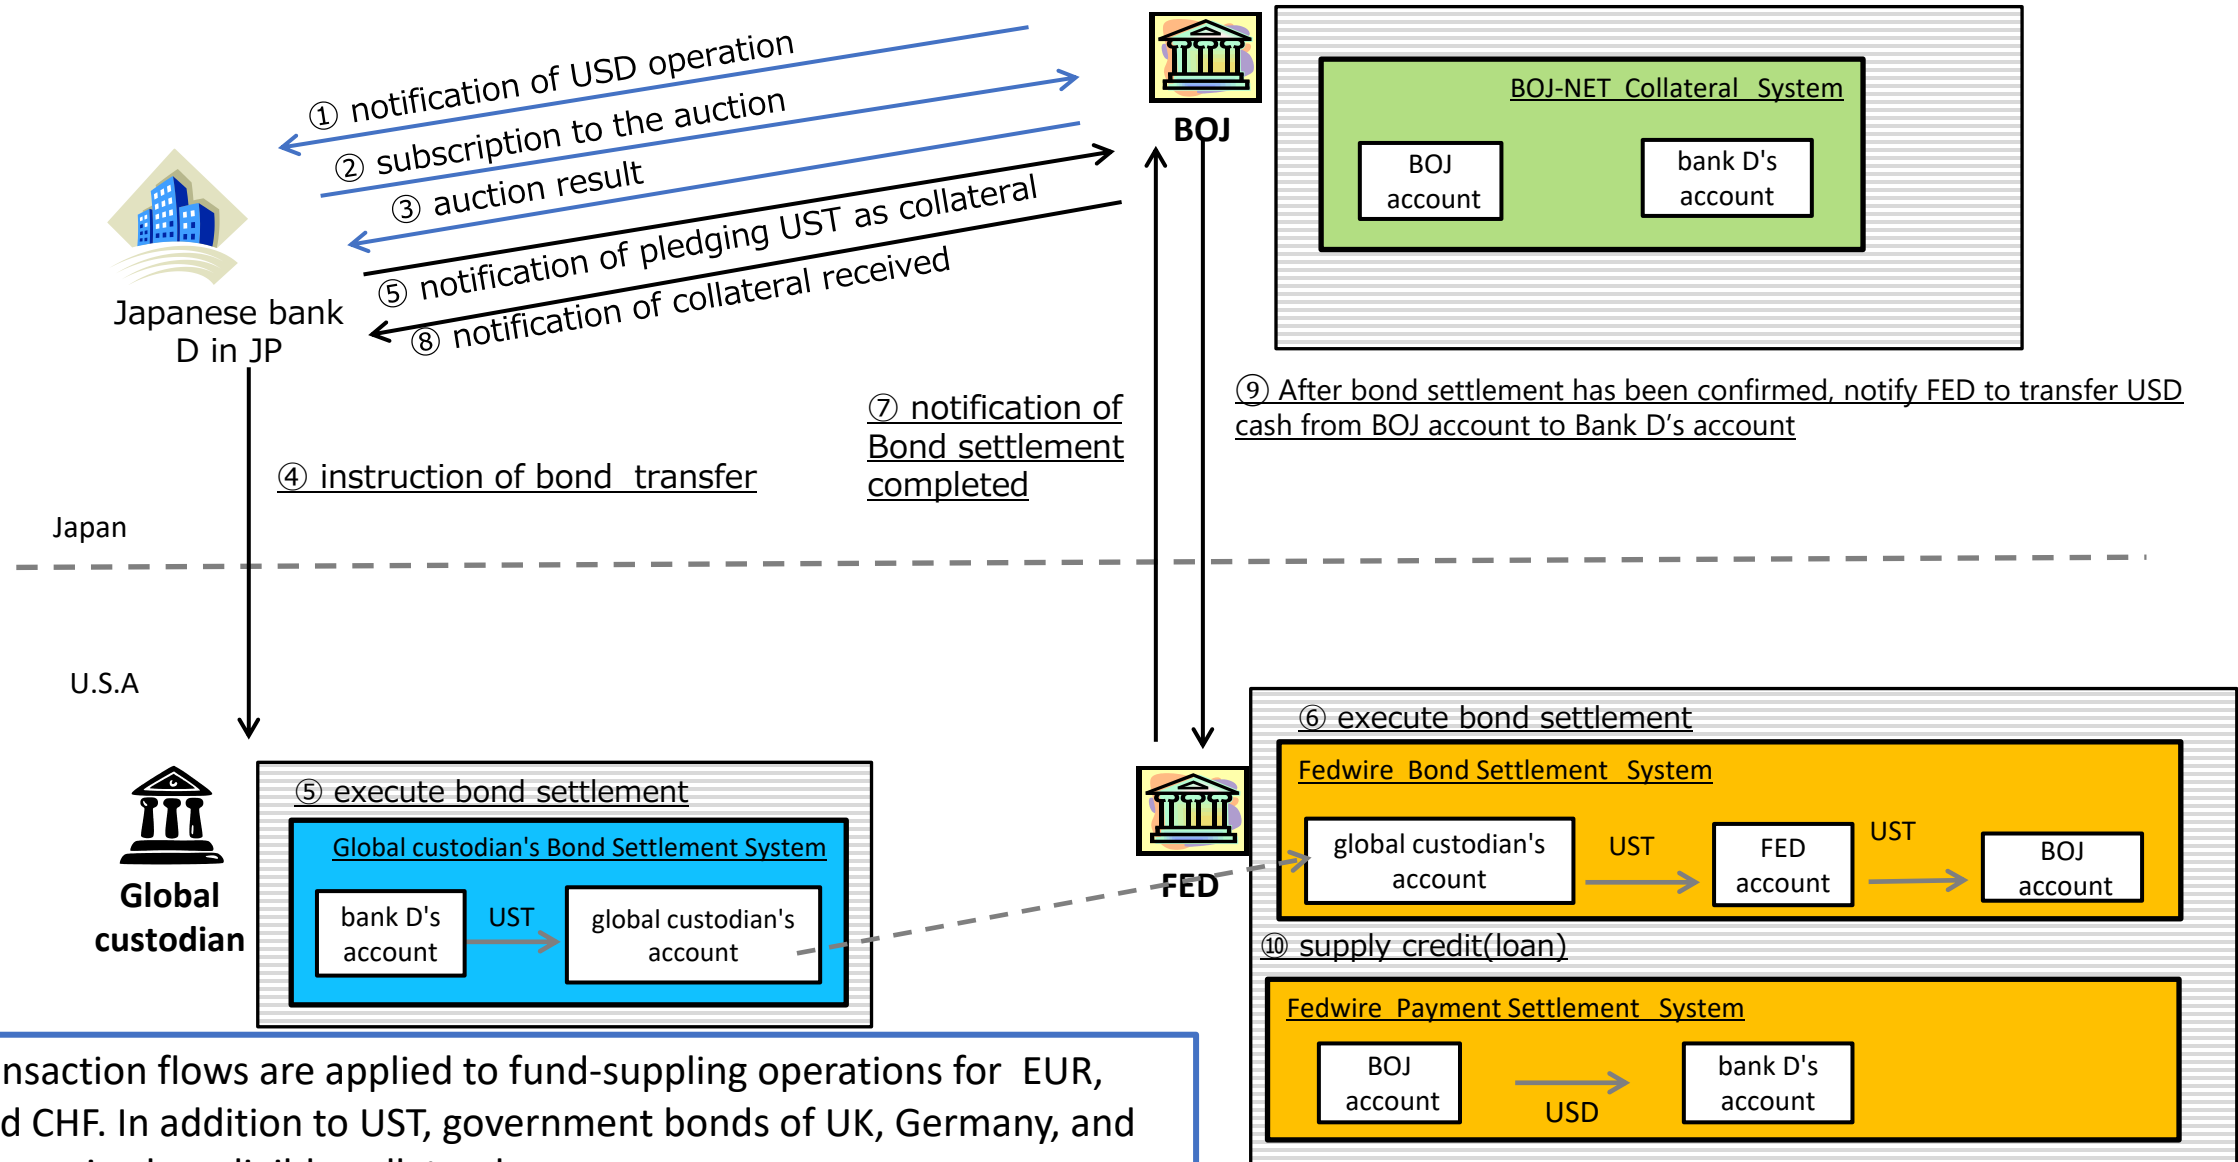 ① notification of USD operation
② subscription to the auction
③ auction result
⑤ notification of pledging UST as collateral
⑧ notification of collateral received
Japanese bank
D in JP
BOJ
BOJ-NET Collateral System
BOJ
account
bank D's
account
④ instruction of bond transfer
⑦ notification of
Bond settlement
completed
⑨ After bond settlement has been confirmed, notify FED to transfer USD
cash from BOJ account to Bank D's account
Japan
U.S.A
Global
custodian
⑤ execute bond settlement
Global custodian's Bond Settlement System
bank D's
account
UST
global custodian's
account
FED
⑥ execute bond settlement
Fedwire Bond Settlement System
global custodian's
account
UST
FED
account
UST
BOJ
account
⑩ supply credit(loan)
Fedwire Payment Settlement System
BOJ
account
USD
bank D's
account
nsaction flows are applied to fund-suppling operations for EUR,
d CHF. In addition to UST, government bonds of UK, Germany, and